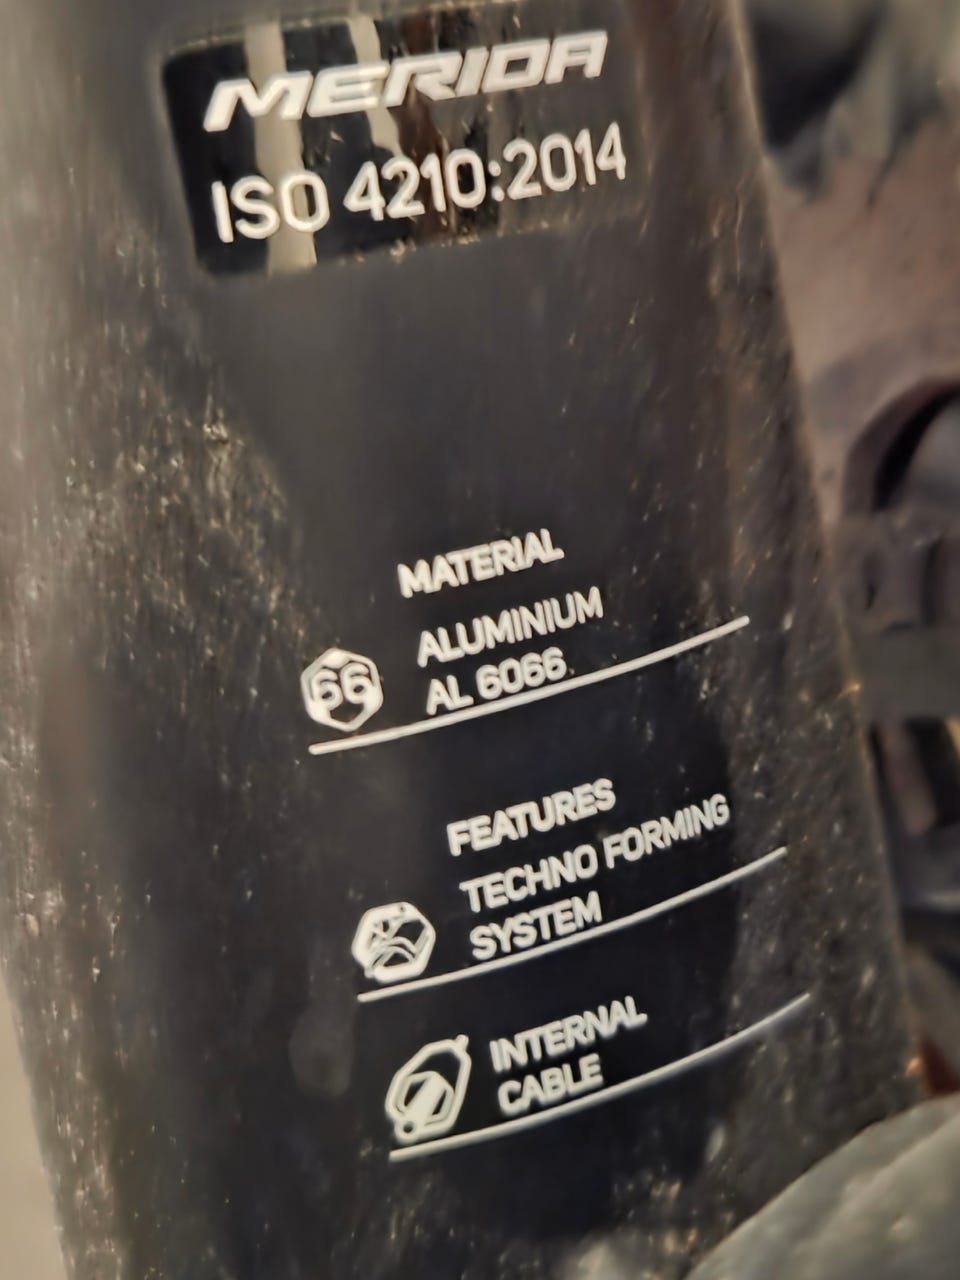 MERIDA
ISO 4210:2014
MATERIAL
66
ALUMINIUM
AL 6066
FEATURES
TECHNO FORMING
SYSTEM
INTERNAL
CABLE